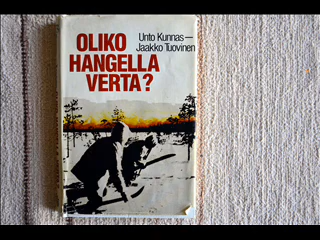 Unto Kunnas—
Jaakko Tuovinen
OLIKO
HANGELLA
VERTA?